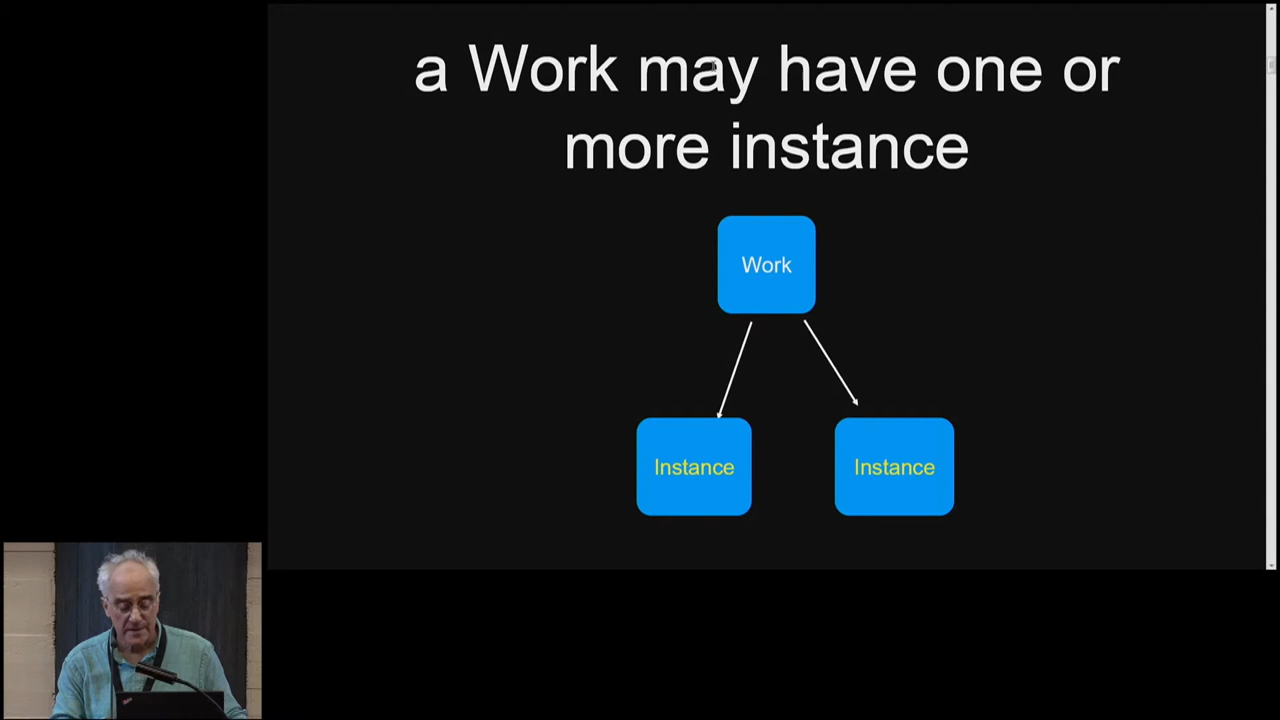 a Work may have one or
more instance
Work
Instance
Instance